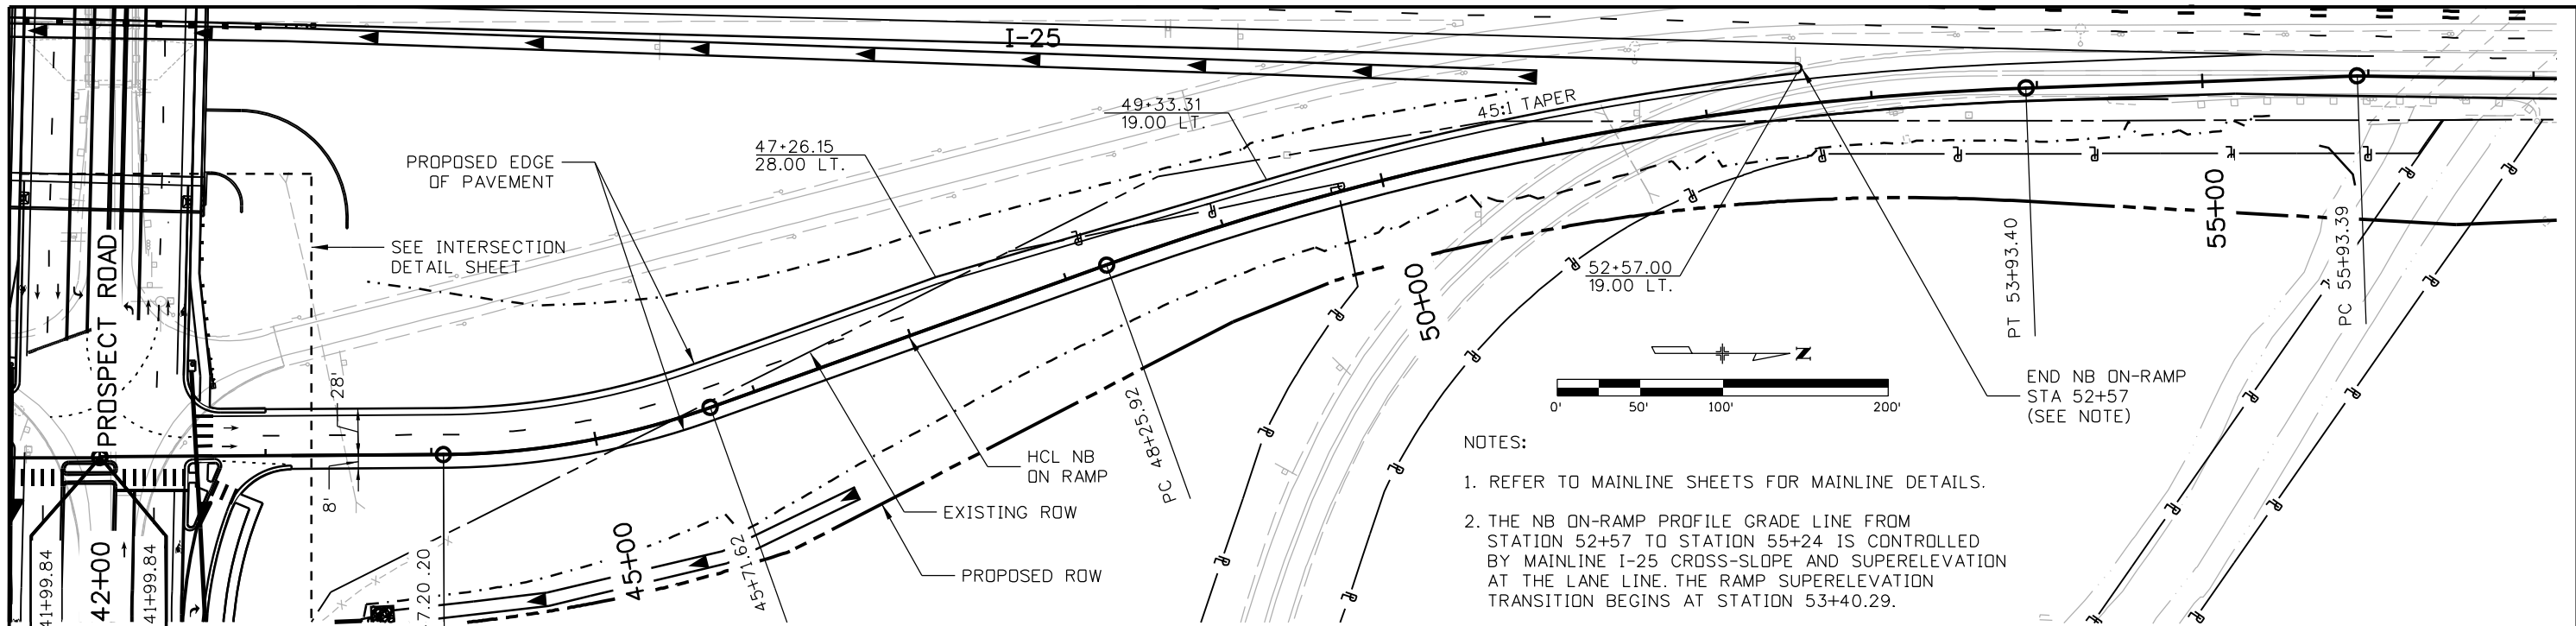 I-25
49+33.31
19.00 LT.
45:1 TAPER
47+26.15
28.00 LT.
PROPOSED EDGE
OF PAVEMENT
SEE INTERSECTION
DETAIL SHEET
PROSPECT ROAD
28'
8'
41+99.84
42+00
41+99.84
7.20 .20
45+00
45+71.62
HCL NB
ON RAMP
EXISTING ROW
PROPOSED ROW
PC 48+25.92
50+00
52+57.00
19.00 LT.
PT 53+93.40
55+00
PC 55+93.39
N
0' 50' 100' 200'
END NB ON-RAMP
STA 52+57
(SEE NOTE)
NOTES:
1. REFER TO MAINLINE SHEETS FOR MAINLINE DETAILS.
2. THE NB ON-RAMP PROFILE GRADE LINE FROM
STATION 52+57 TO STATION 55+24 IS CONTROLLED
BY MAINLINE I-25 CROSS-SLOPE AND SUPERELEVATION
AT THE LANE LINE. THE RAMP SUPERELEVATION
TRANSITION BEGINS AT STATION 53+40.29.